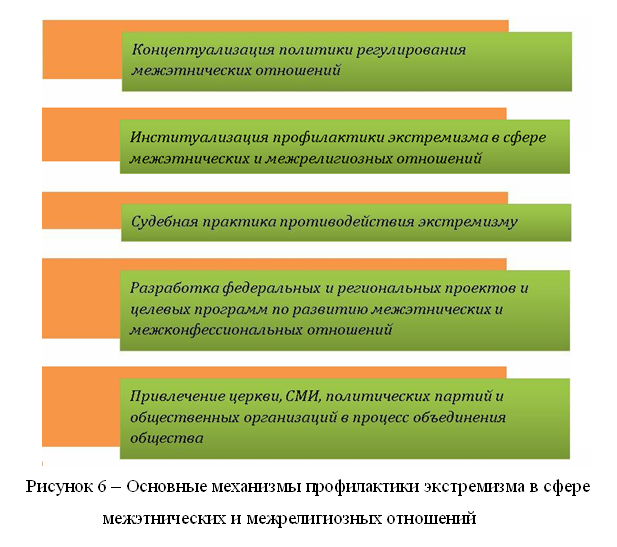 Концептуализация политики регулирования
межэтнических отношений
Институализация профилактики экстремизма в сфере
межэтнических и межрелигиозных отношений
Судебная практика противодействия экстремизму
Разработка федеральных и региональных проектов и
целевых программ по развитию межэтнических и
межконфессиональных отношений
Привлечение церкви, СМИ, политических партий и
общественных организаций в процесс объединения
общества
Рисунок 6 – Основные механизмы профилактики экстремизма в сфере
межэтнических и межрелигиозных отношений